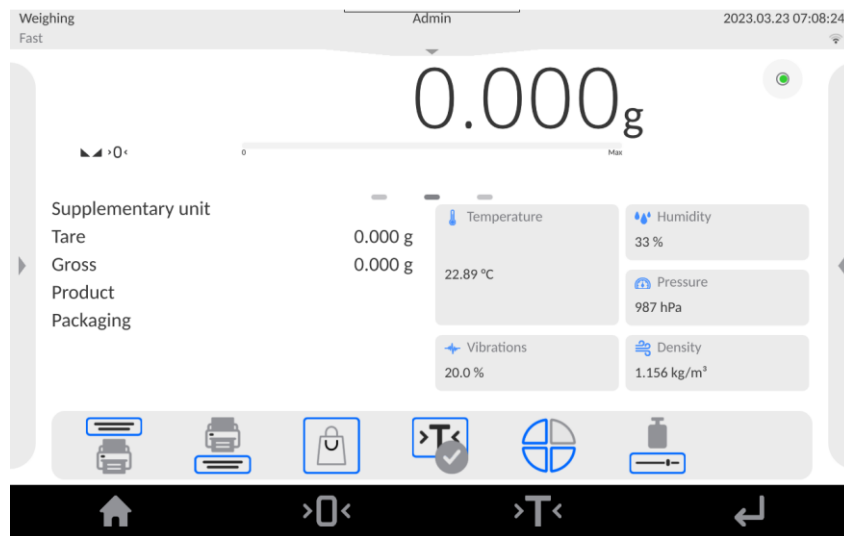 Weighing Admin 2023.03.23 07:08:24
Fast
0.000 g
>0<
0 Max
Supplementary unit
Tare 0.000 g
Gross 0.000 g
Product
Packaging
Temperature
22.89 °C
Humidity
33 %
Pressure
987 hPa
Vibrations
20.0 %
Density
1.156 kg/m³
>T<
>0< >T<